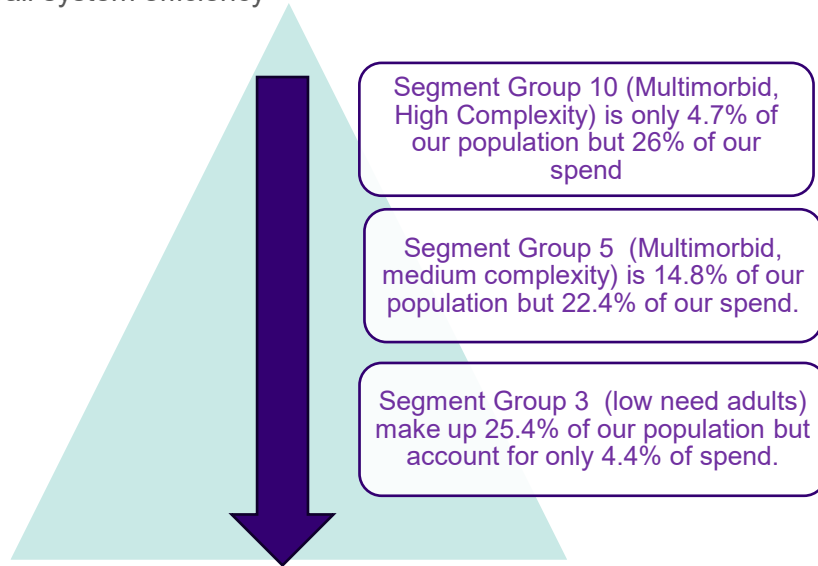 all system efficiency
Segment Group 10 (Multimorbid,
High Complexity) is only 4.7% of
our population but 26% of our
spend
Segment Group 5  (Multimorbid,
medium complexity) is 14.8% of our
population but 22.4% of our spend.
Segment Group 3  (low need adults)
make up 25.4% of our population but
account for only 4.4% of spend.